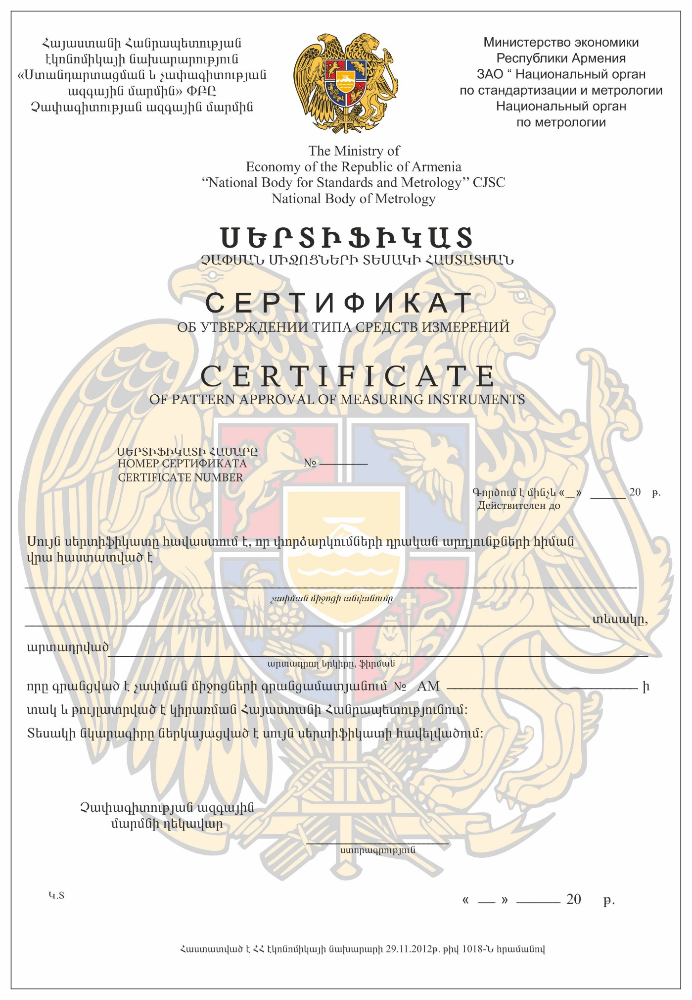 Հայաստանի Հանրապետության
էկոնոմիկայի նախարարություն
«Ստանդարտացման և չափագիտության
ազգային մարմին» ՓԲԸ
Չափագիտության ազգային մարմին
Министерство экономики
Республики Армения
ЗАО “ Национальный орган
по стандартизации и метрологии
Национальный орган
по метрологии
The Ministry of
Economy of the Republic of Armenia
“National Body for Standards and Metrology” CJSC
National Body of Metrology
ՍԵՐՏԻՖԻԿԱՏ
ՉԱՓՄԱՆ ՄԻՋՈՑՆԵՐԻ ՏԵՍԱԿԻ ՀԱՍՏԱՏՄԱՆ
СЕРТИФИКАТ
ОБ УТВЕРЖДЕНИИ ТИПА СРЕДСТВ ИЗМЕРЕНИЙ
CERTIFICATE
OF PATTERN APPROVAL OF MEASURING INSTRUMENTS
ՍԵՐՏԻՖԻԿԱՏԻ ՀԱՄԱՐԸ
НОМЕР СЕРТИФИКАТА № ________
CERTIFICATE NUMBER
Գործում է մինչև «__» ______ 20 թ.
Действителен до
Սույն սերտիֆիկատը հավաստում է, որ փորձարկումների դրական արդյունքների հիման
վրա հաստատված է
չափման միջոցի անվանումը
տեսակը,
արտադրված
արտադրող երկիրը, ֆիրման
որը գրանցված է չափման միջոցների գրանցամատյանում № AM ________ ի
տակ և թույլատրված է կիրառման Հայաստանի Հանրապետությունում:
Տեսակի նկարագիրը ներկայացված է սույն սերտիֆիկատի հավելվածում:
Չափագիտության ազգային
մարմնի ղեկավար
ստորագրություն
Կ.Տ
« __ » ______ 20 թ.
Հաստատված է ՀՀ էկոնոմիկայի նախարարի 29.11.2012թ. թիվ 1018-Ն հրամանով